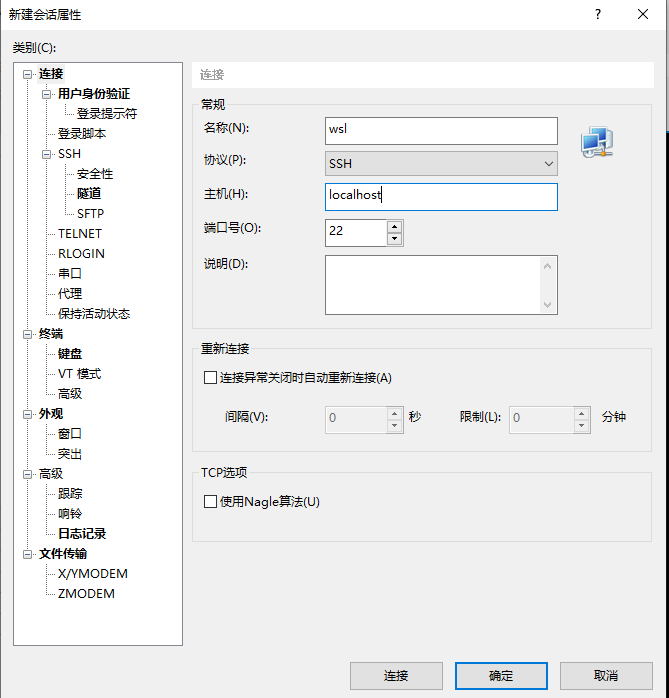 新建会话属性
类别(C):
连接
用户身份验证
登录提示符
登录脚本
SSH
安全性
隧道
SFTP
TELNET
RLOGIN
串口
代理
保持活动状态
终端
键盘
VT 模式
高级
外观
窗口
突出
高级
跟踪
响铃
日志记录
文件传输
X/YMODEM
ZMODEM
连接
常规
名称(N): wsl
协议(P): SSH
主机(H): localhost
端口号(O): 22
说明(D):
重新连接
连接异常关闭时自动重新连接(A)
间隔(V): 0 秒 限制(L): 0 分钟
TCP选项
使用Nagle算法(U)
连接 确定 取消